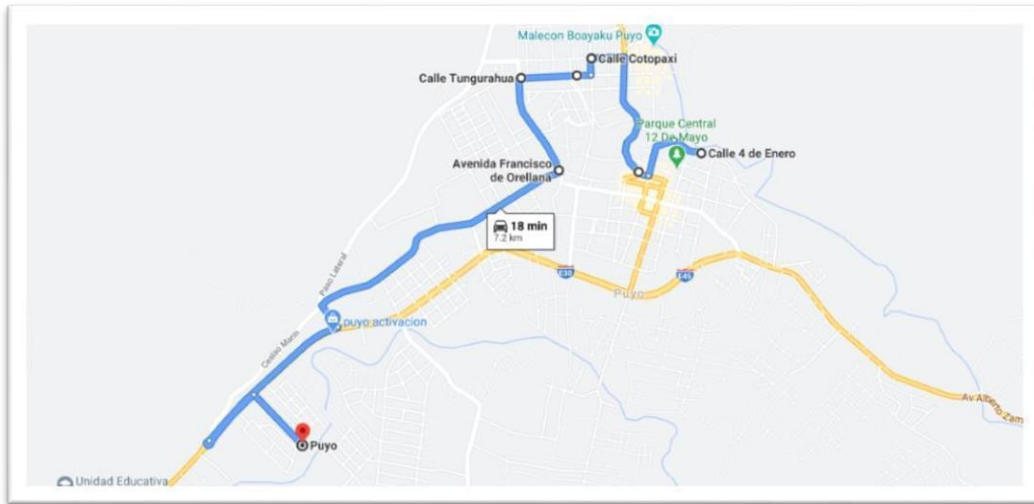 Malecon Boayaku Puyo
Calle Cotopaxi
Calle Tungurahua
Parque Central
12 De Mayo
Calle 4 de Enero
Avenida Francisco
de Orellana
18 min
7.2 km
Paso Lateral
E30
E45
Puyo
puyo activacion
Ceslao Marin
Av Alberto Zam
Puyo
Unidad Educativa